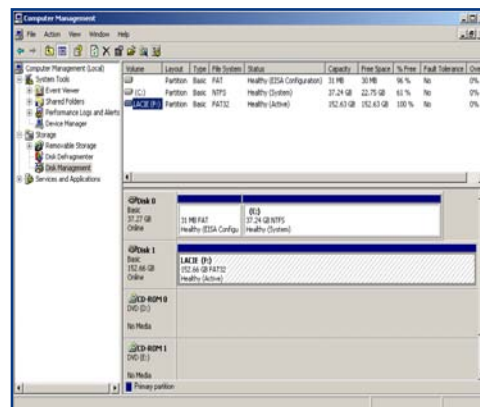 Computer Management
File Action View Window Help
Computer Management (Local)
System Tools
Event Viewer
Shared Folders
Performance Logs and Alerts
Device Manager
Storage
Removable Storage
Disk Defragmenter
Disk Management
Services and Applications
Volume Layout Type File System Status Capacity Free Space % Free Fault Tolerance Ove
Partition Basic FAT Healthy (EISA Configuration) 31 MB 30 MB 96 % No 0%
(C:) Partition Basic NTFS Healthy (System) 37.24 GB 22.75 GB 61 % No 0%
LACIE (F:) Partition Basic FAT32 Healthy (Active) 152.63 GB 152.63 GB 100 % No 0%
Disk 0
Basic
37.27 GB
Online
31 MB FAT
Healthy (EISA Configu
(C:)
37.24 GB NTFS
Healthy (System)
Disk 1
Basic
152.66 GB
Online
LACIE (F:)
152.66 GB FAT32
Healthy (Active)
CD-ROM 0
DVD (D:)
No Media
CD-ROM 1
DVD (E:)
No Media
Primary partition